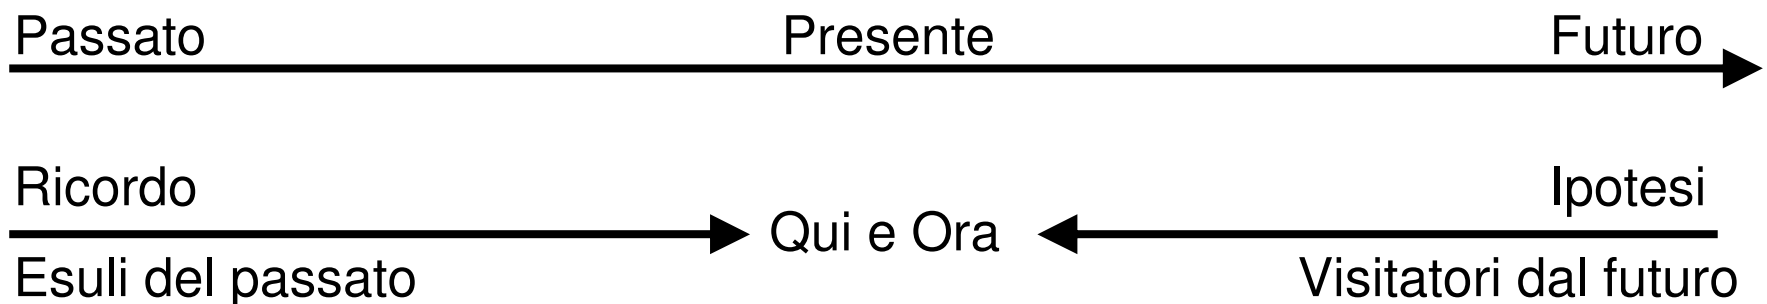 Passato Presente Futuro
Ricordo Ipotesi
Qui e Ora
Esuli del passato Visitatori dal futuro